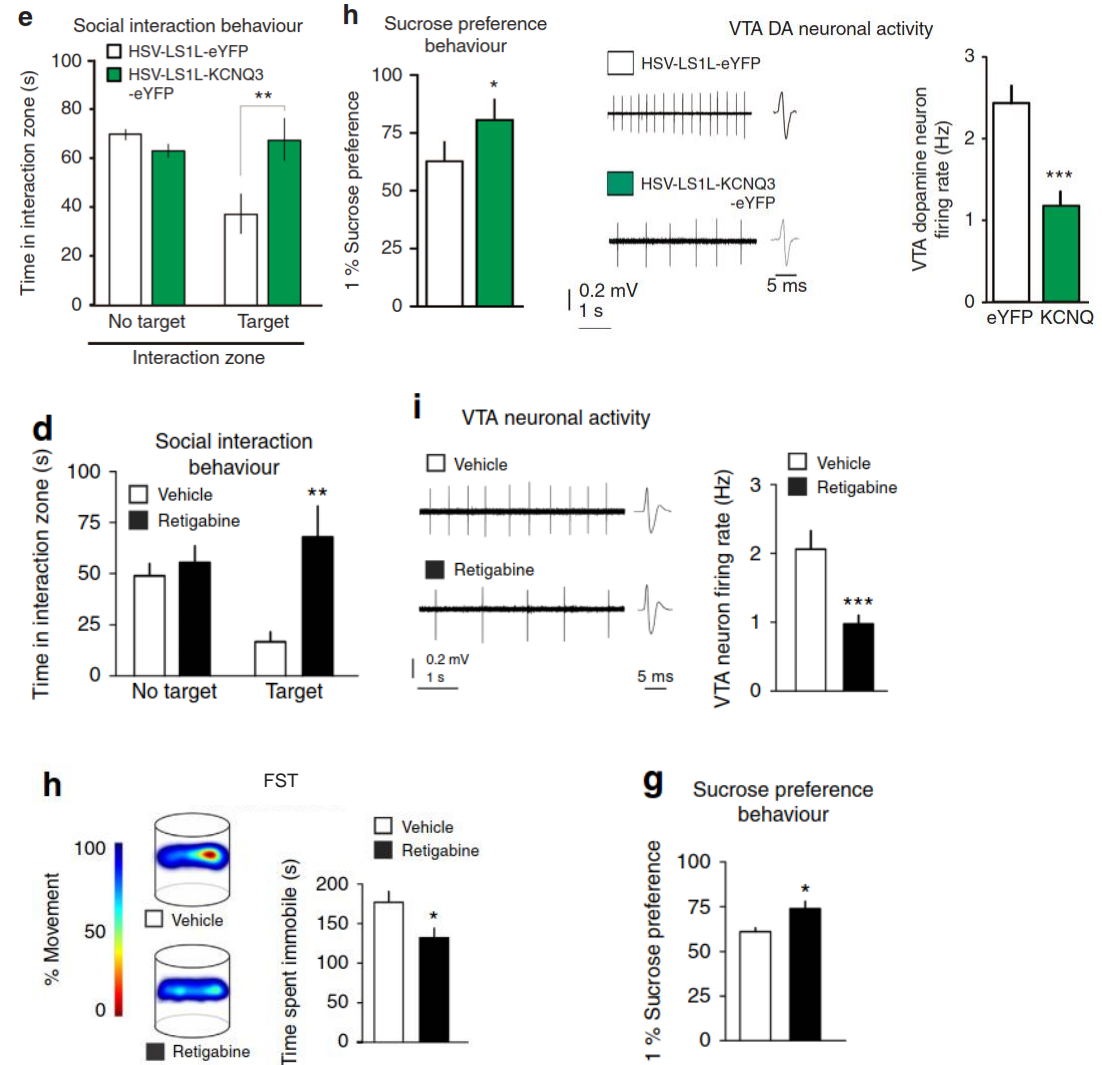 e
Social interaction behaviour
HSV-LS1L-eYFP
HSV-LS1L-KCNQ3
-eYFP
Time in interaction zone (s)
100
80
60
40
20
0
**
No target
Target
Interaction zone
h
Sucrose preference
behaviour
1 % Sucrose preference
100
75
50
25
0
*
VTA DA neuronal activity
HSV-LS1L-eYFP
HSV-LS1L-KCNQ3
-eYFP
0.2 mV
1 s
5 ms
VTA dopamine neuron
firing rate (Hz)
3
2
1
0
***
eYFP KCNQ
d
Social interaction
behaviour
Vehicle
Retigabine
Time in interaction zone (s)
100
75
50
25
0
**
No target
Target
i
VTA neuronal activity
Vehicle
Retigabine
0.2 mV
1 s
5 ms
Vehicle
Retigabine
VTA neuron firing rate (Hz)
3
2
1
0
***
h
FST
% Movement
100
50
0
Vehicle
Retigabine
Vehicle
Retigabine
Time spent immobile (s)
200
150
100
50
0
*
g
Sucrose preference
behaviour
1 % Sucrose preference
100
75
50
25
0
*